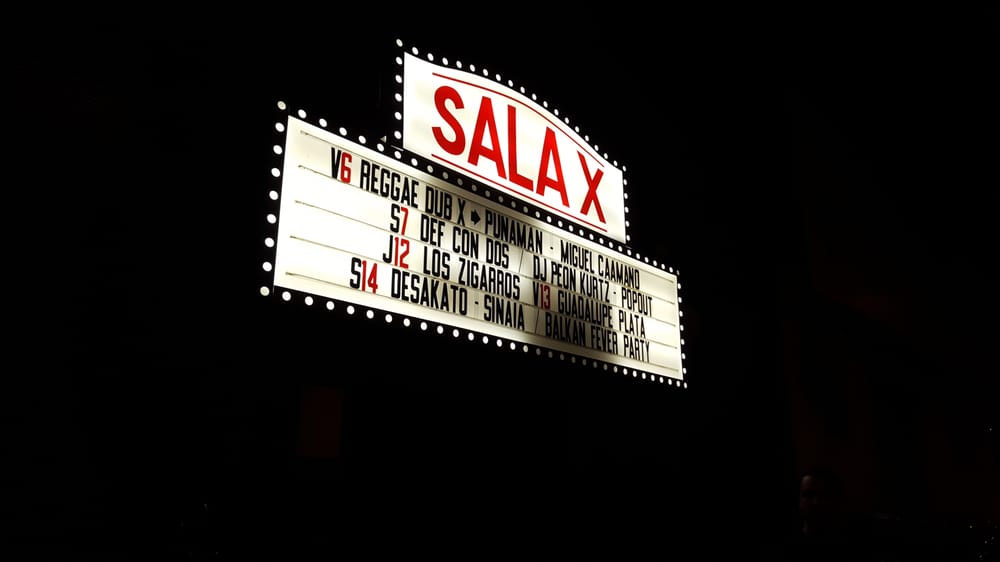 SALA X
V6 REGGAE DUB X → PUNAMAN - MIGUEL CAAMAÑO
S7 DEF CON DOS / DJ PEON KURTZ - POPOUT
J12 LOS ZIGARROS V13 GUADALUPE PLATA
S14 DESAKATO - SINAIA / BALKAN FEVER PARTY